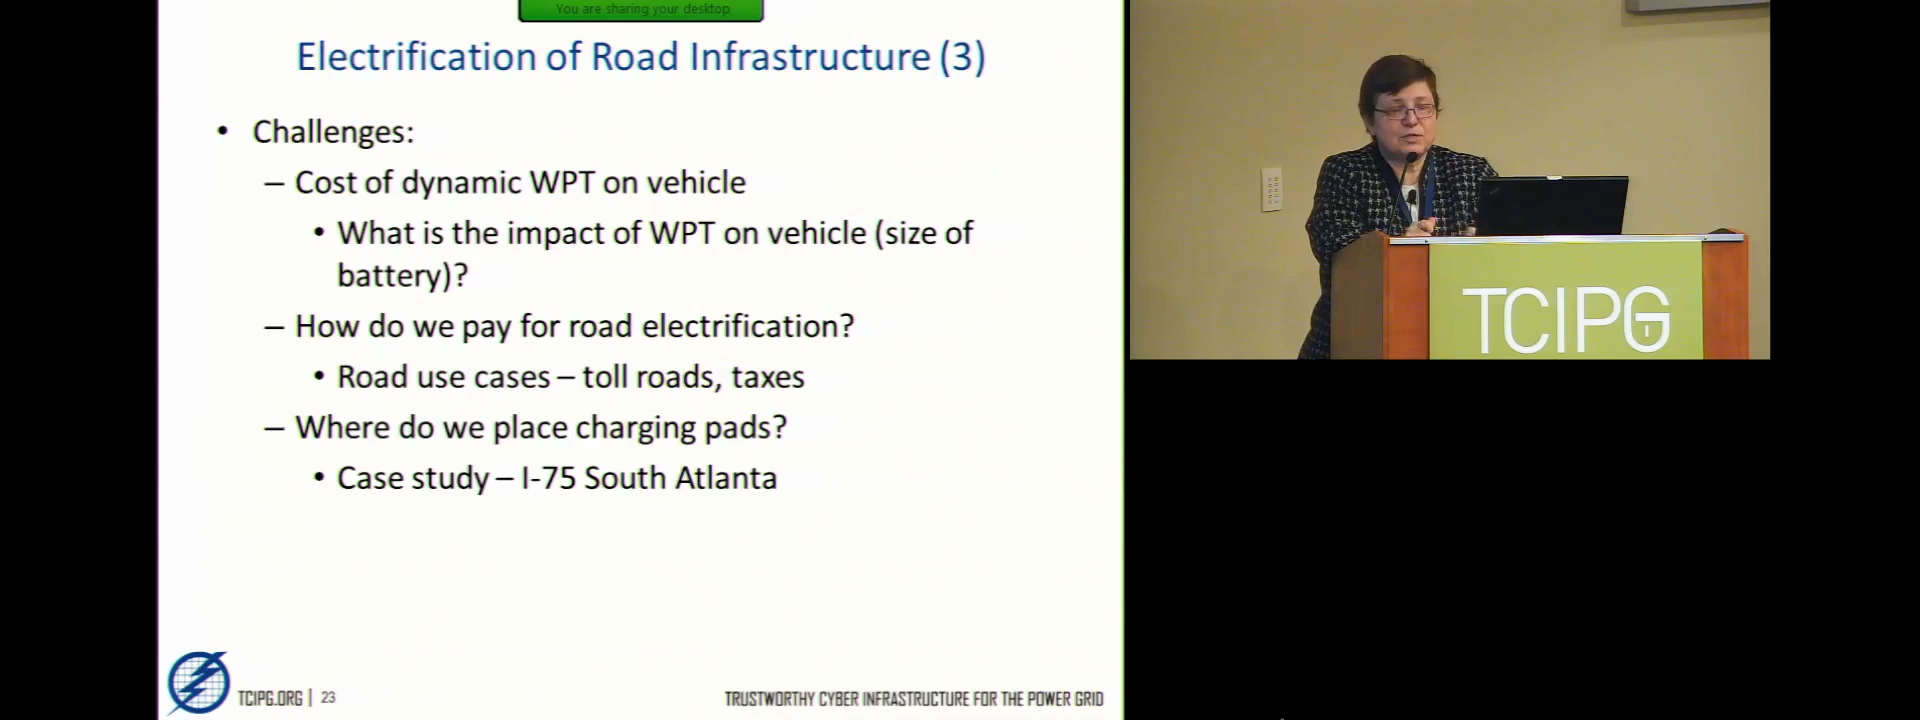 You are sharing your desktop
Electrification of Road Infrastructure (3)
• Challenges:
– Cost of dynamic WPT on vehicle
• What is the impact of WPT on vehicle (size of
battery)?
– How do we pay for road electrification?
• Road use cases – toll roads, taxes
– Where do we place charging pads?
• Case study – I-75 South Atlanta
TCIPG.ORG | 23
TRUSTWORTHY CYBER INFRASTRUCTURE FOR THE POWER GRID
TCIPG